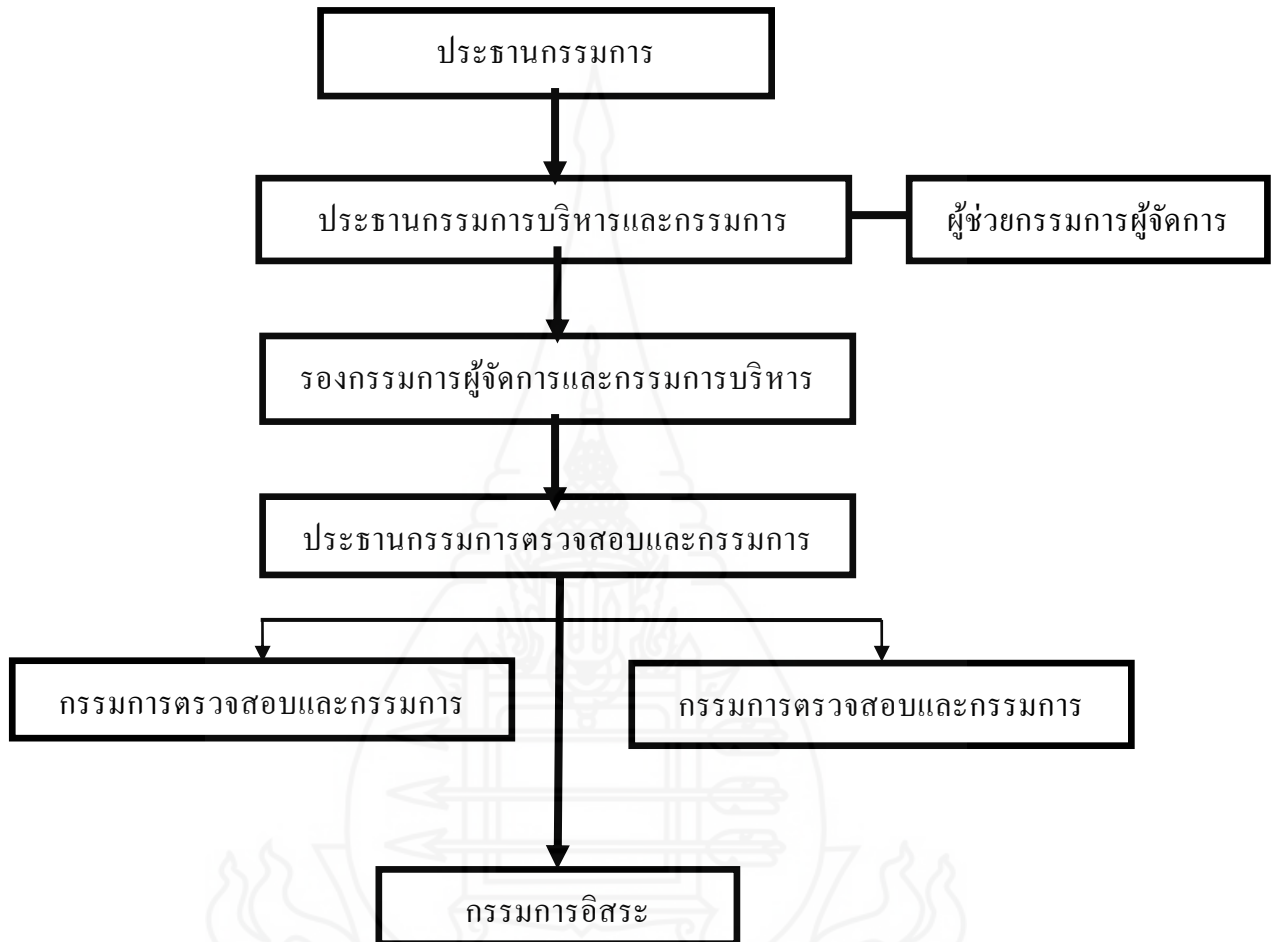 ประธานกรรมการ
ประธานกรรมการบริหารและกรรมการ
ผู้ช่วยกรรมการผู้จัดการ
รองกรรมการผู้จัดการและกรรมการบริหาร
ประธานกรรมการตรวจสอบและกรรมการ
กรรมการตรวจสอบและกรรมการ
กรรมการตรวจสอบและกรรมการ
กรรมการอิสระ